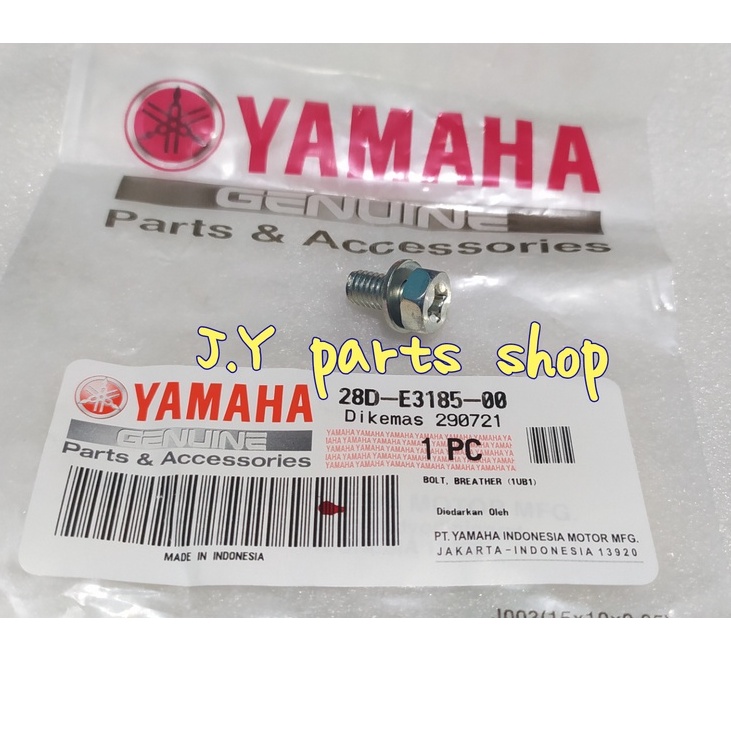 YAMAHA
GENUINE
Parts & Accessories
J.Y parts shop
YAMAHA
GENUINE
Parts & Accessories
MADE IN INDONESIA
28D-E3185-00
Dikemas 290721
1 PC
BOLT, BREATHER (1UB1)
Diedarkan Oleh
PT. YAMAHA INDONESIA MOTOR MFG.
JAKARTA-INDONESIA 13920